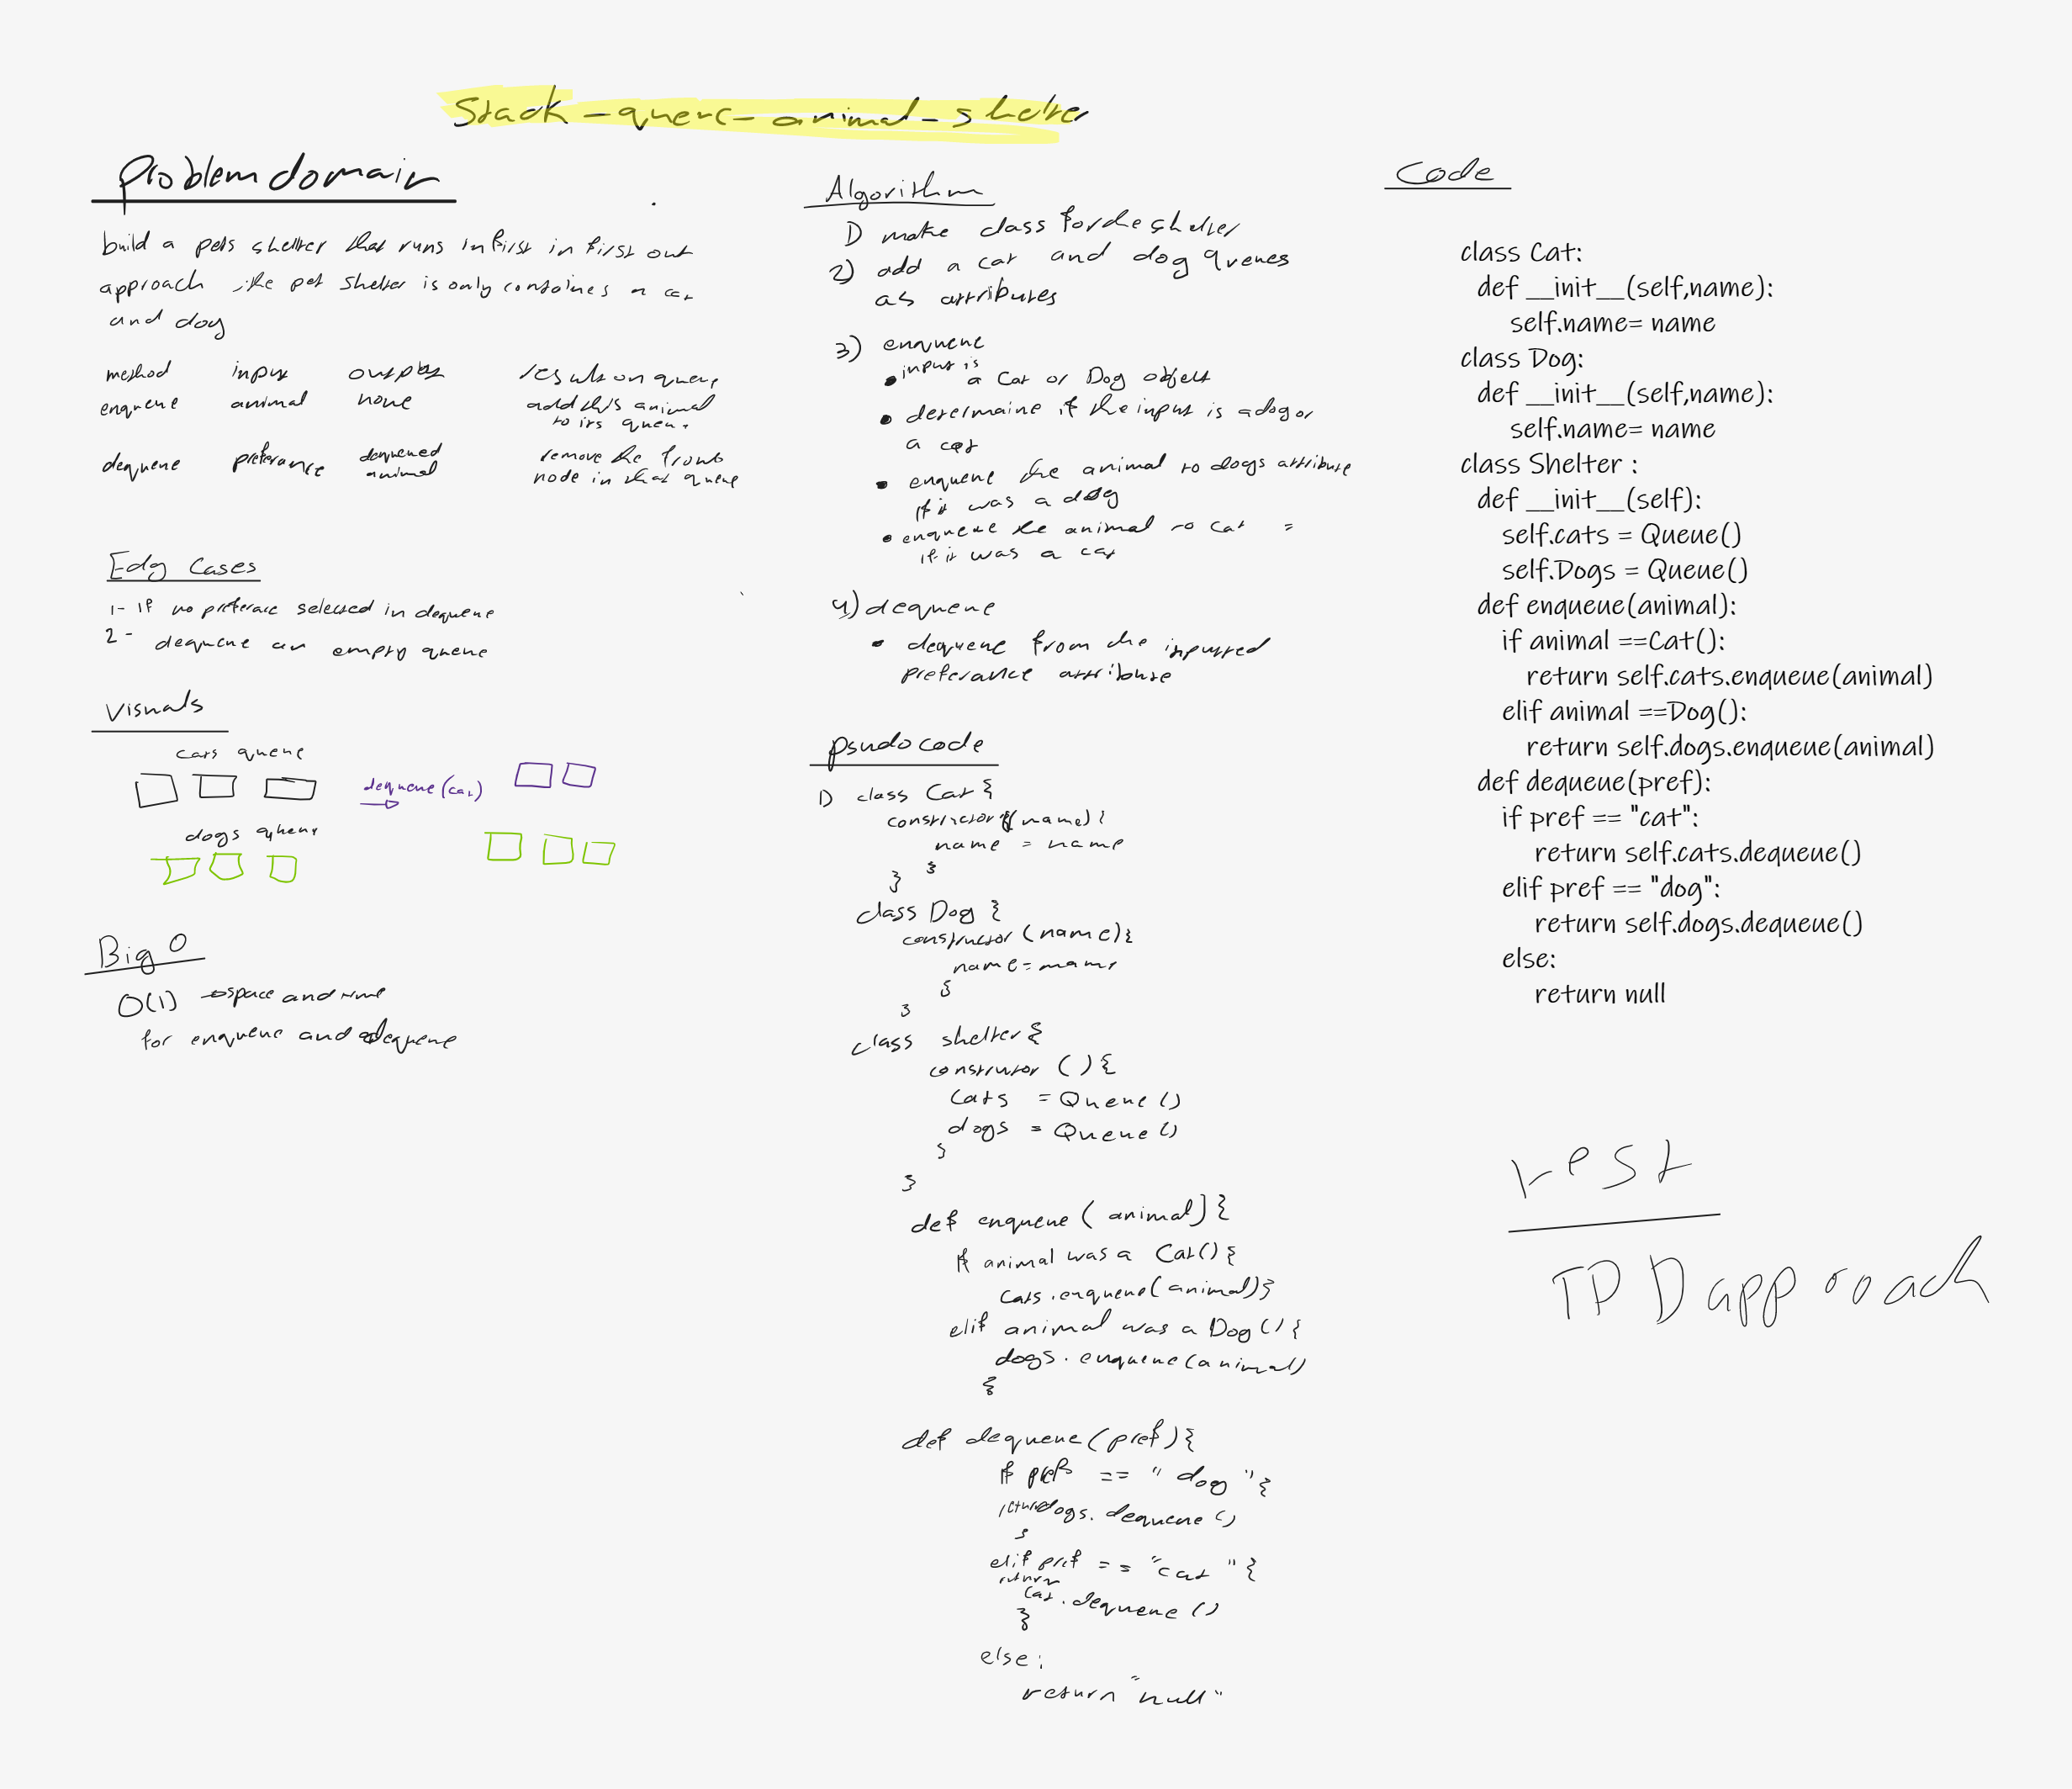 Stack-queue-animal-shelter
problem domain
build a pets shelter that runs in first in first out
approach , the pet shelter is only containes a cat
and dog
method input output results on queue
enqueue animal none add this animal
to its queue.
dequeue preferance dequeued animal remove the front
node in that queue
Edg Cases
1- if no preferace selected in dequeue
2- dequeue an empty queue
Visuals
cats queue
dequeue(cat)
dogs queue
Big O
O(1) → space and time
for enqueue and dequeue
Algorithm
1) make class for the shelter
2) add a cat and dog queues
as attributes
3) enqueue
• input is a Cat or Dog object
• determaine if the input is a dog or
a cat
• enqueue the animal to dogs attribute
if it was a dog
• enqueue the animal to cat =
if it was a cat
4) dequeue
• dequeue from the inputted
preferance attribute
psudo code
1) class Cat {
constructor (name) {
name = name
}
}
class Dog {
constructor (name) {
name = name
}
}
class shelter {
construtor () {
Cats = Queue ()
dogs = Queue ()
}
}
def enqueue ( animal) {
if animal was a Cat() {
Cats.enqueue(animal)}
elif animal was a Dog () {
dogs.enqueue(animal)
{
def dequeue (pref) {
if pref == "dog" {
return dogs.dequeue ()
}
elif pref == "cat" {
return
Cat.dequeue ()
}
else:
return "null"
Code
class Cat:
def __init__(self,name):
self.name= name
class Dog:
def __init__(self,name):
self.name= name
class Shelter :
def __init__(self):
self.cats = Queue()
self.Dogs = Queue()
def enqueue(animal):
if animal ==Cat():
return self.cats.enqueue(animal)
elif animal ==Dog():
return self.dogs.enqueue(animal)
def dequeue(pref):
if pref == "cat":
return self.cats.dequeue()
elif pref == "dog":
return self.dogs.dequeue()
else:
return null
test
TDD approach